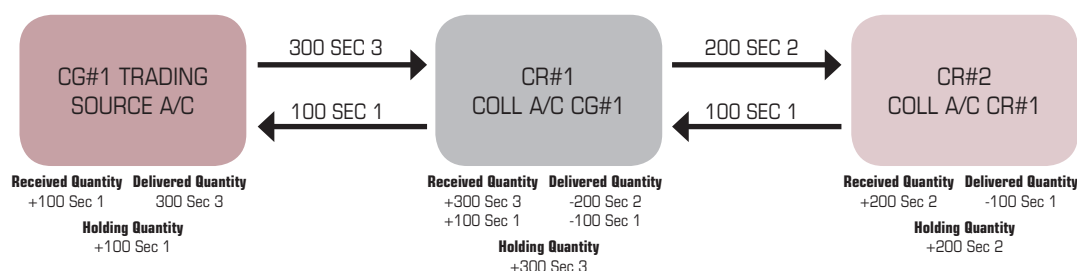 CG#1 TRADING
SOURCE A/C
300 SEC 3
100 SEC 1
CR#1
COLL A/C CG#1
200 SEC 2
100 SEC 1
CR#2
COLL A/C CR#1
Received Quantity Delivered Quantity
+100 Sec 1 300 Sec 3
Holding Quantity
+100 Sec 1
Received Quantity Delivered Quantity
+300 Sec 3 -200 Sec 2
+100 Sec 1 -100 Sec 1
Holding Quantity
+300 Sec 3
Received Quantity Delivered Quantity
+200 Sec 2 -100 Sec 1
Holding Quantity
+200 Sec 2